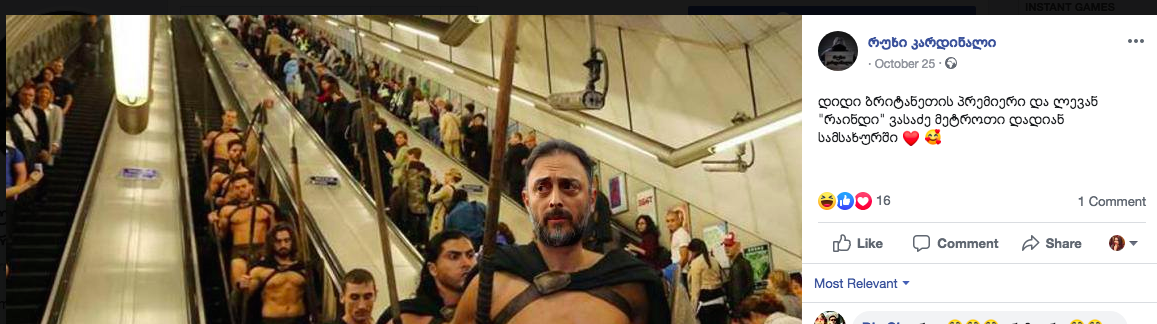 INSTANT GAMES
რუხი კარდინალი
· October 25 ·
დიდი ბრიტანეთის პრემიერი და ლევან
"რაინდი" ვასაძე მეტროთი დადიან
სამსახურში ❤️ 🥰
16
1 Comment
Like
Comment
Share
Most Relevant